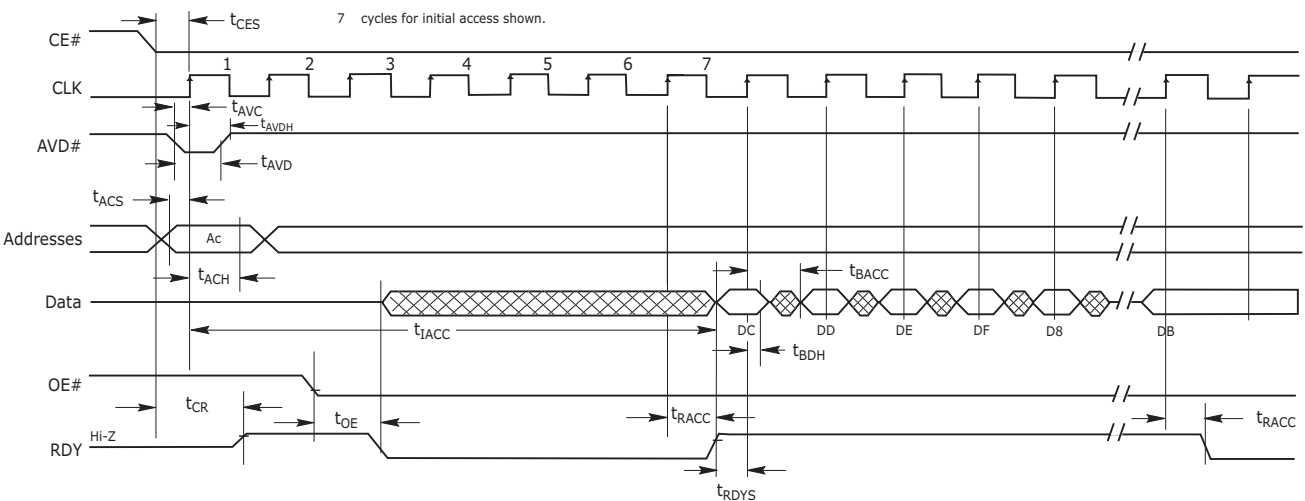 tCES
7 cycles for initial access shown.
CE#
1 2 3 4 5 6 7
CLK
tAVC
tAVDH
AVD#
tAVD
tACS
Addresses
Ac
tACH
tBACC
Data
tIACC
DC DD DE DF D8 DB
tBDH
OE#
tCR
tOE
tRACC
tRACC
Hi-Z
RDY
tRDYS